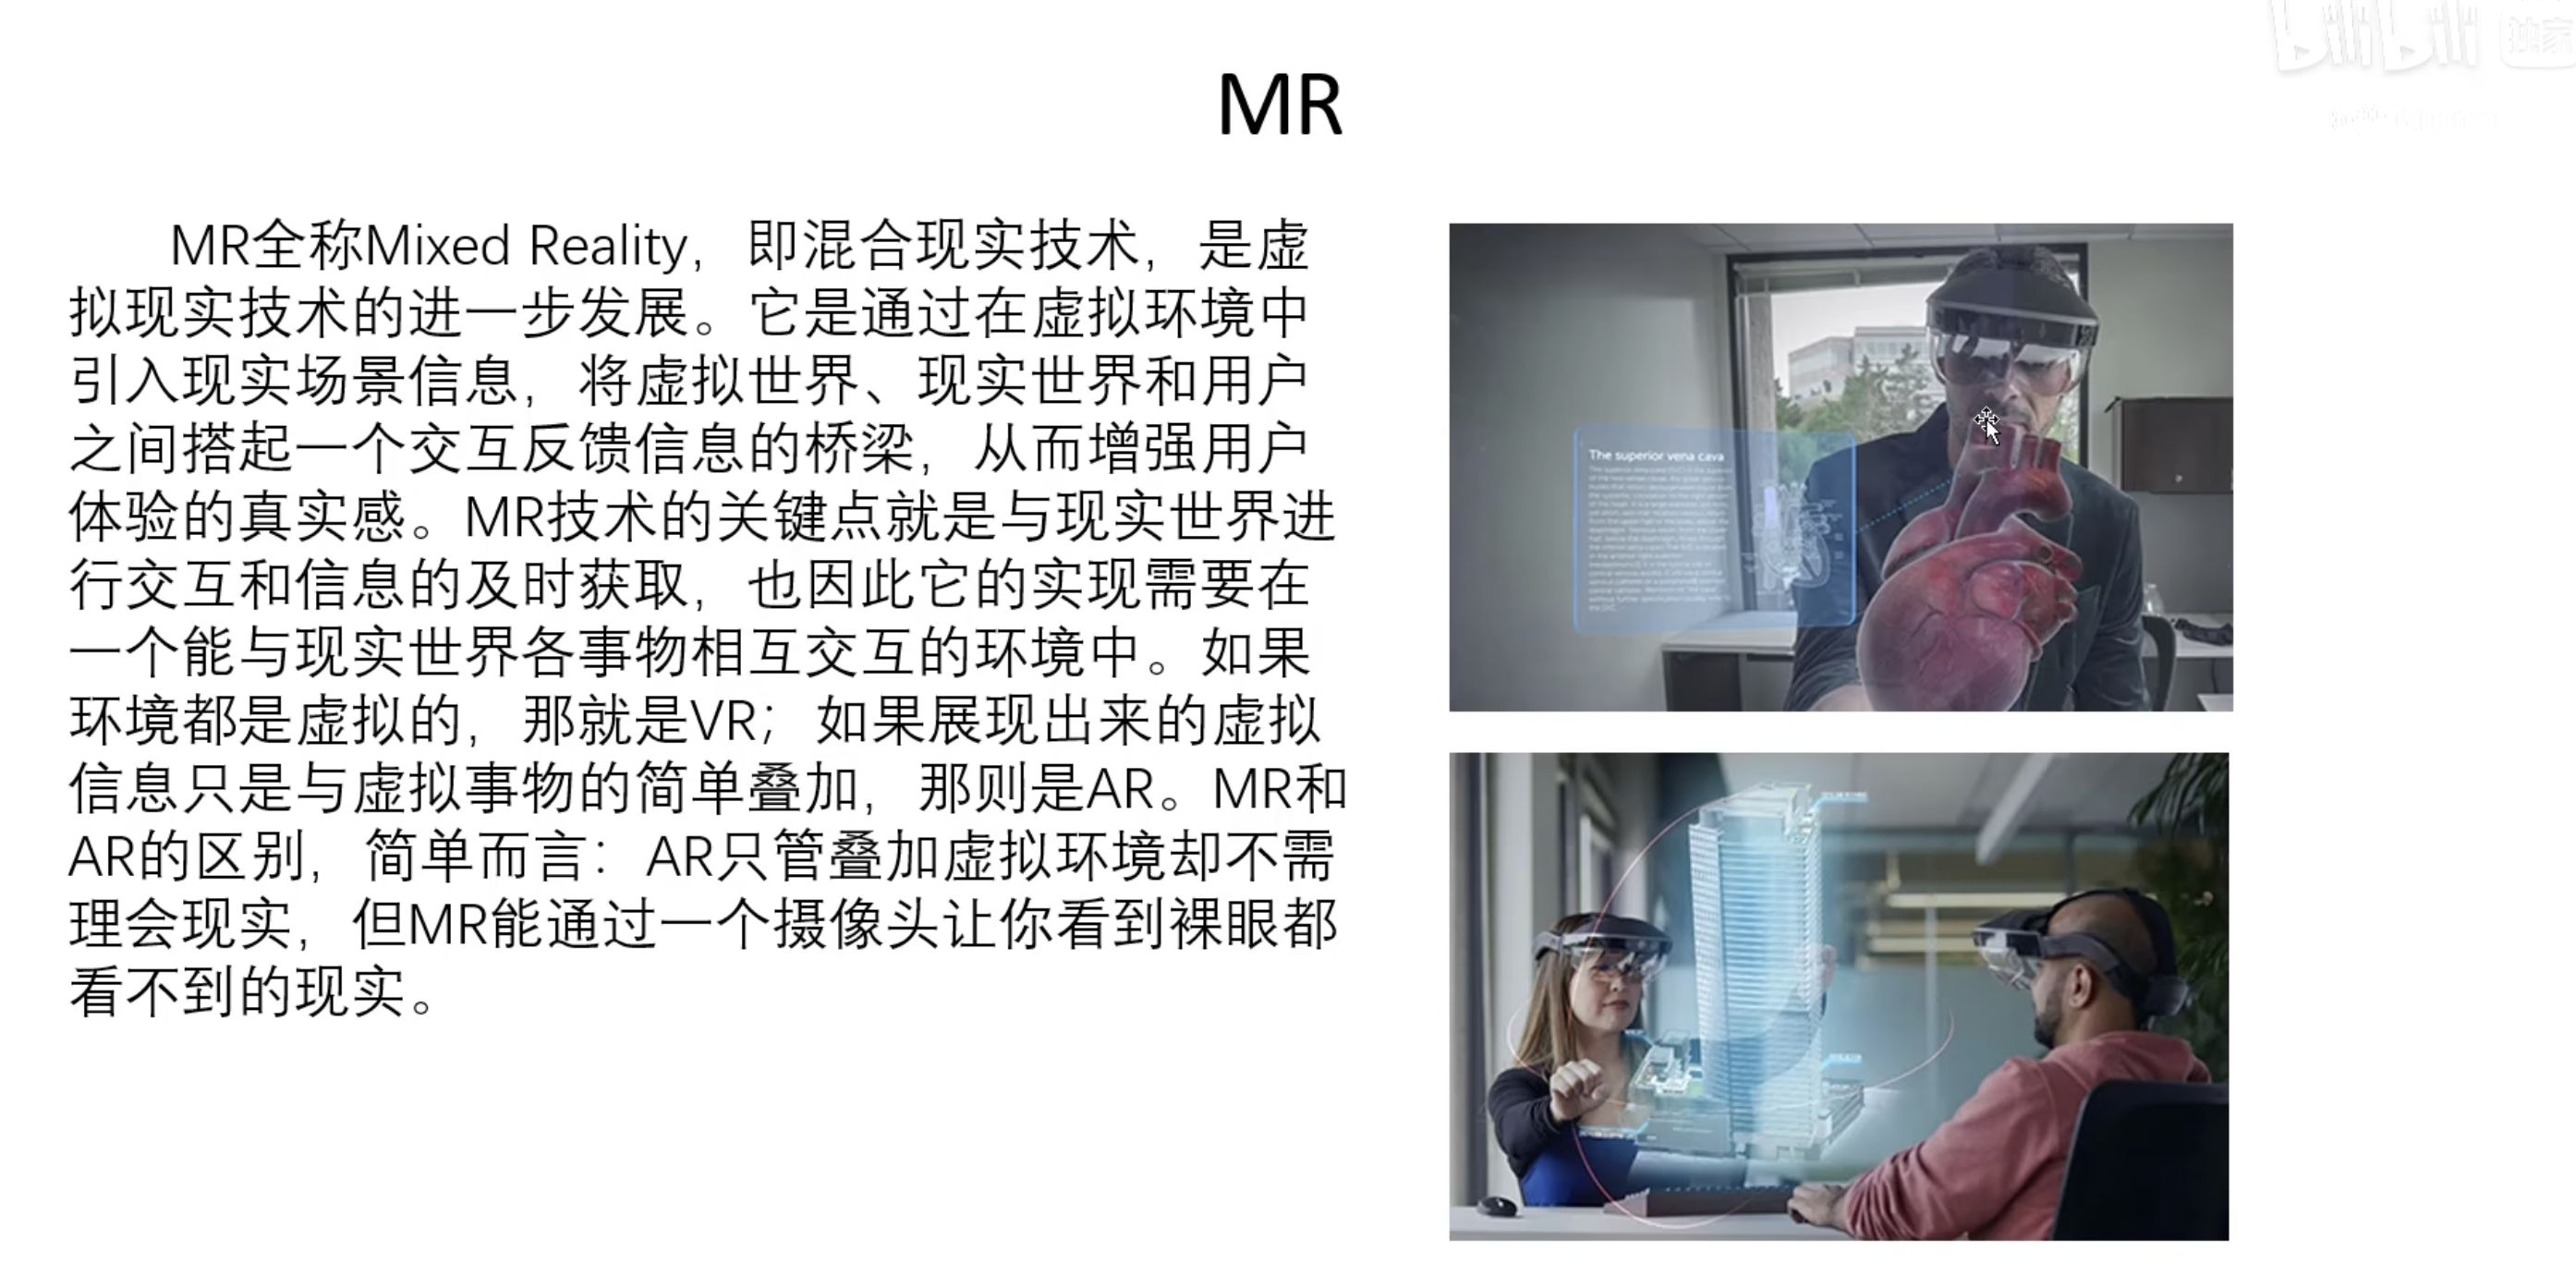 bilibili 独家
MR
MR全称Mixed Reality，即混合现实技术，是虚
拟现实技术的进一步发展。它是通过在虚拟环境中
引入现实场景信息，将虚拟世界、现实世界和用户
之间搭起一个交互反馈信息的桥梁，从而增强用户
体验的真实感。MR技术的关键点就是与现实世界进
行交互和信息的及时获取，也因此它的实现需要在
一个能与现实世界各事物相互交互的环境中。如果
环境都是虚拟的，那就是VR；如果展现出来的虚拟
信息只是与虚拟事物的简单叠加，那则是AR。MR和
AR的区别，简单而言：AR只管叠加虚拟环境却不需
理会现实，但MR能通过一个摄像头让你看到裸眼都
看不到的现实。
The superior vena cava